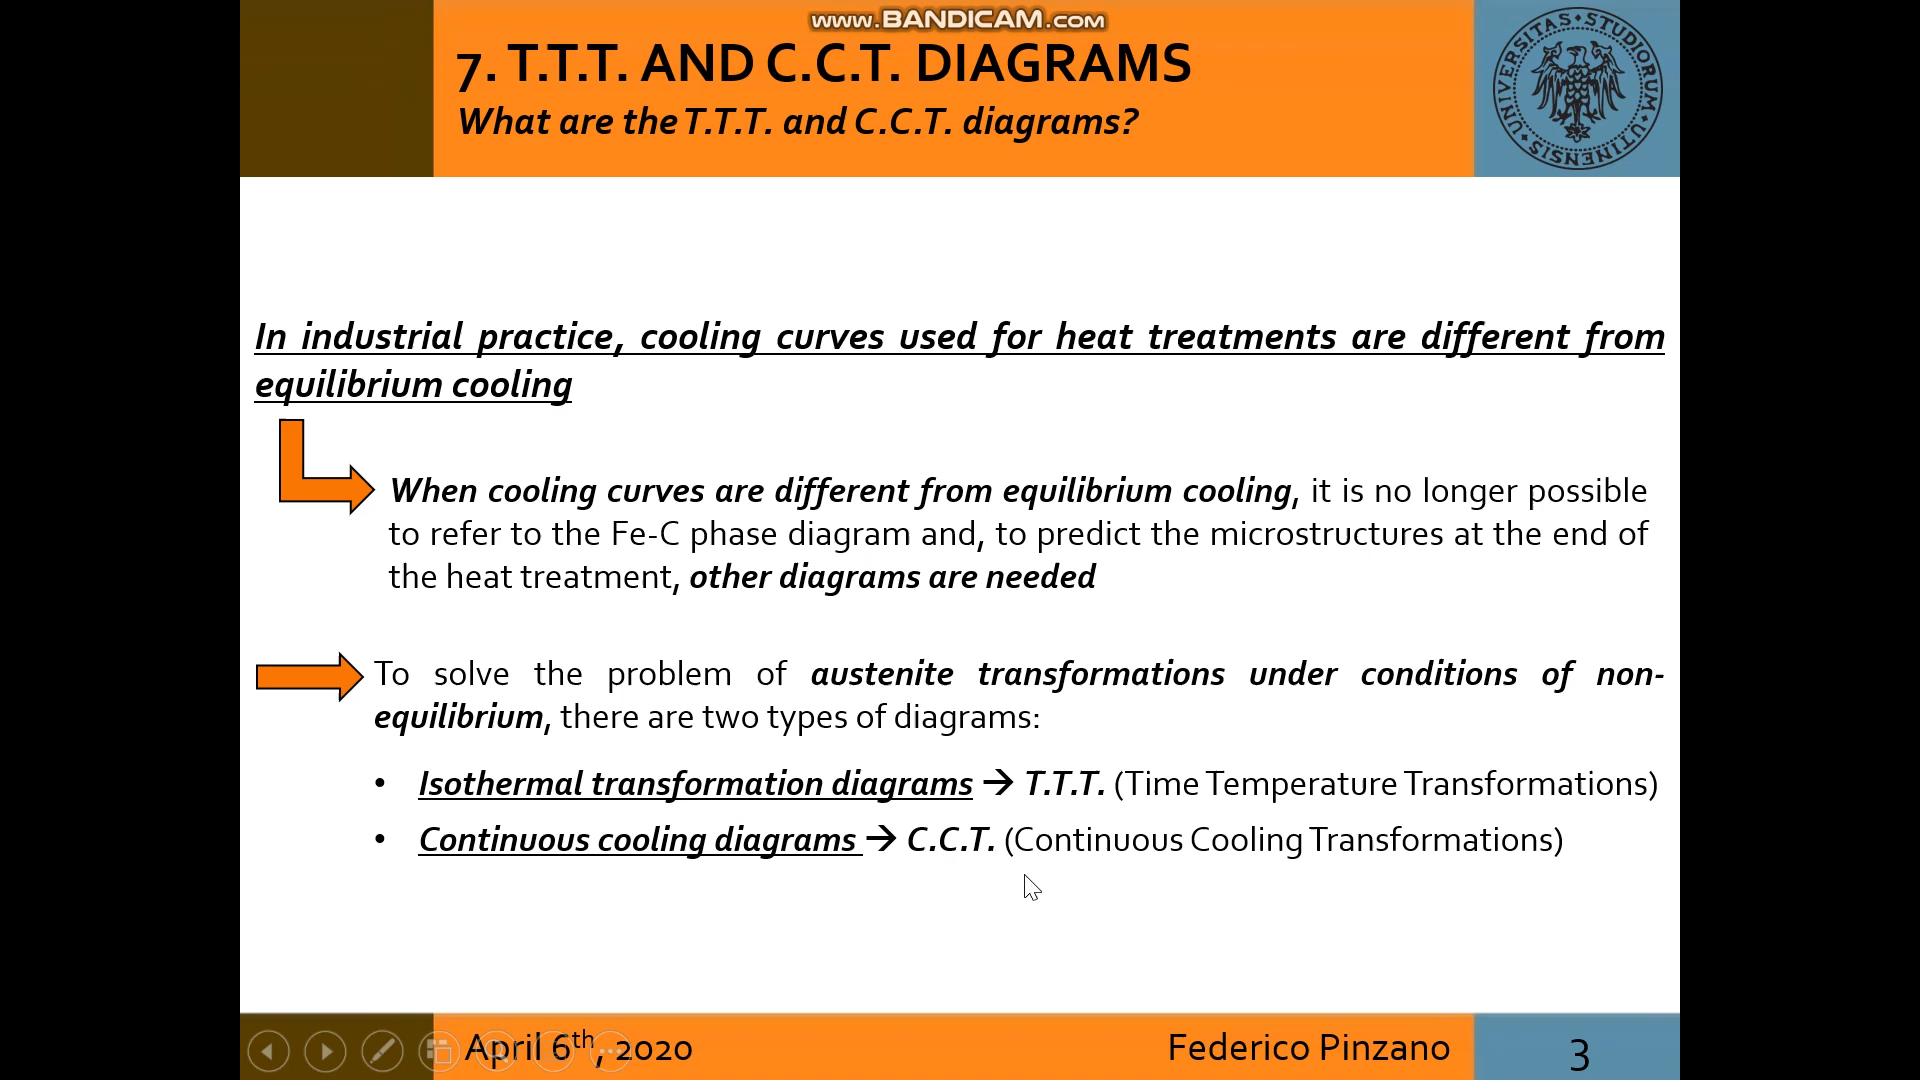 www.BANDICAM.com
7. T.T.T. AND C.C.T. DIAGRAMS
What are the T.T.T. and C.C.T. diagrams?
UNIVERSITAS • STUDIORUM • UTINENSIS •
In industrial practice, cooling curves used for heat treatments are different from
equilibrium cooling
When cooling curves are different from equilibrium cooling, it is no longer possible
to refer to the Fe-C phase diagram and, to predict the microstructures at the end of
the heat treatment, other diagrams are needed
To solve the problem of austenite transformations under conditions of non-
equilibrium, there are two types of diagrams:
• Isothermal transformation diagrams → T.T.T. (Time Temperature Transformations)
• Continuous cooling diagrams → C.C.T. (Continuous Cooling Transformations)
April 6th, 2020
Federico Pinzano
3